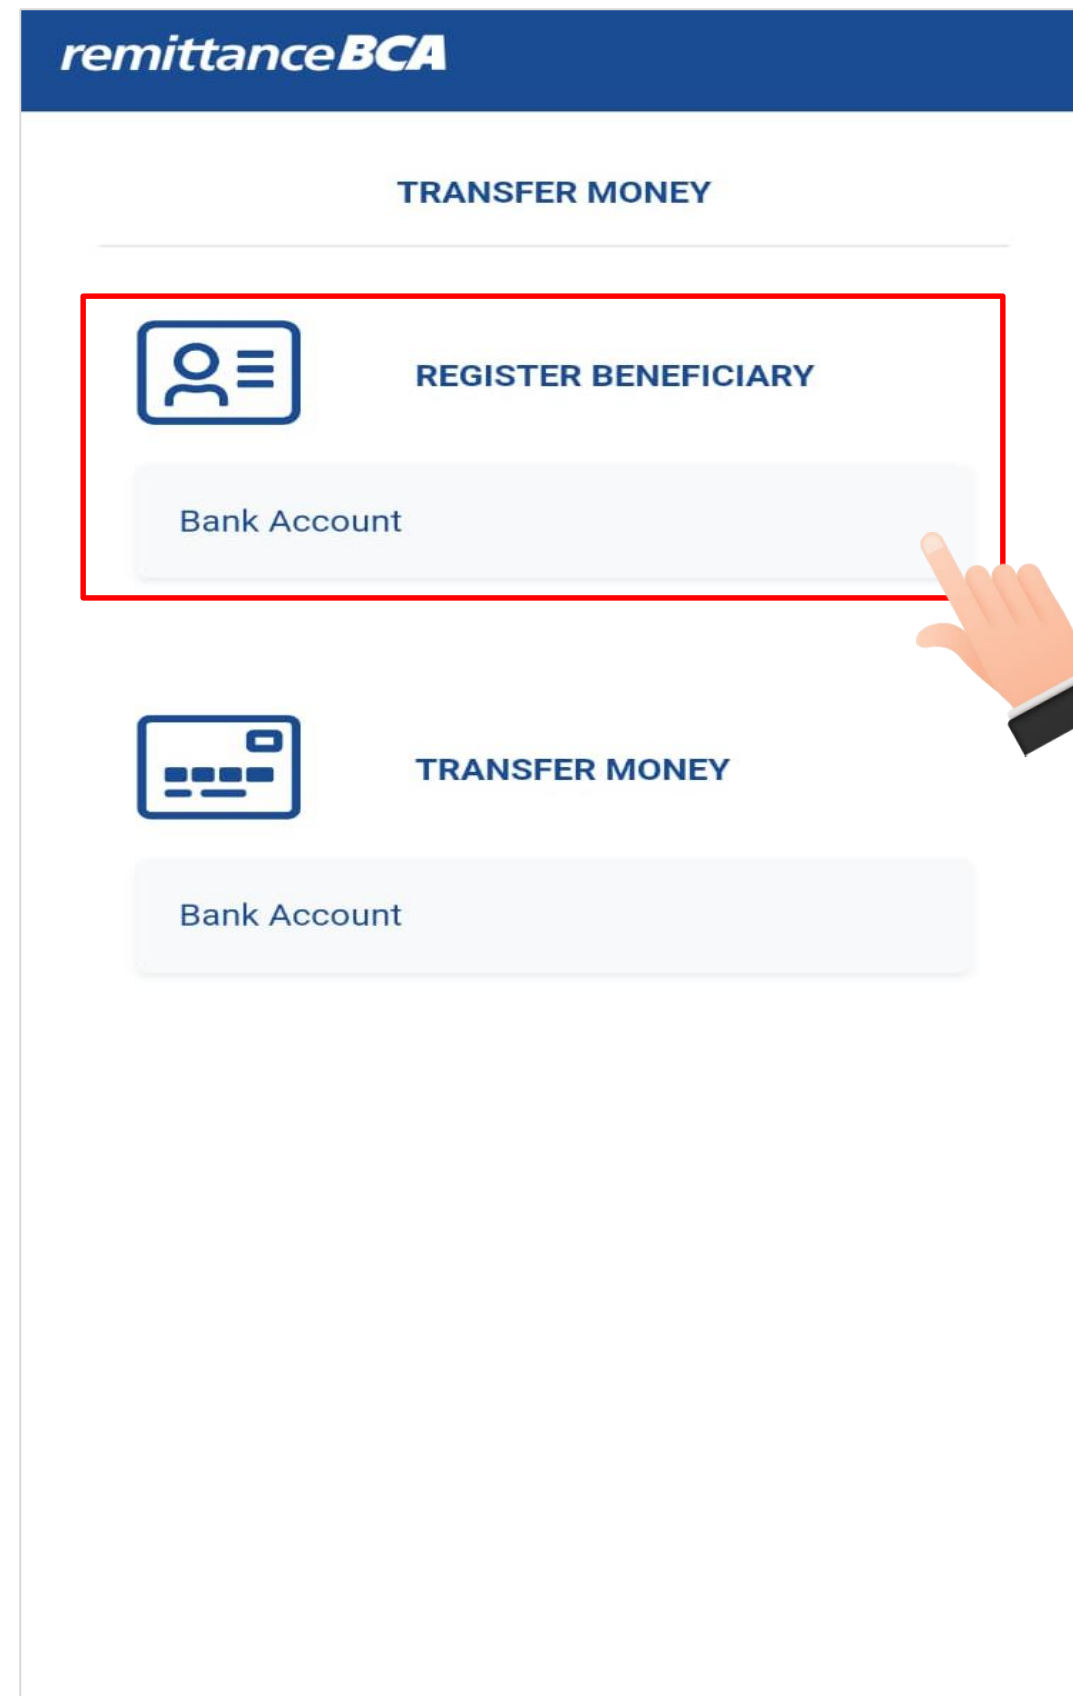 remittanceBCA
TRANSFER MONEY
REGISTER BENEFICIARY
Bank Account
TRANSFER MONEY
Bank Account